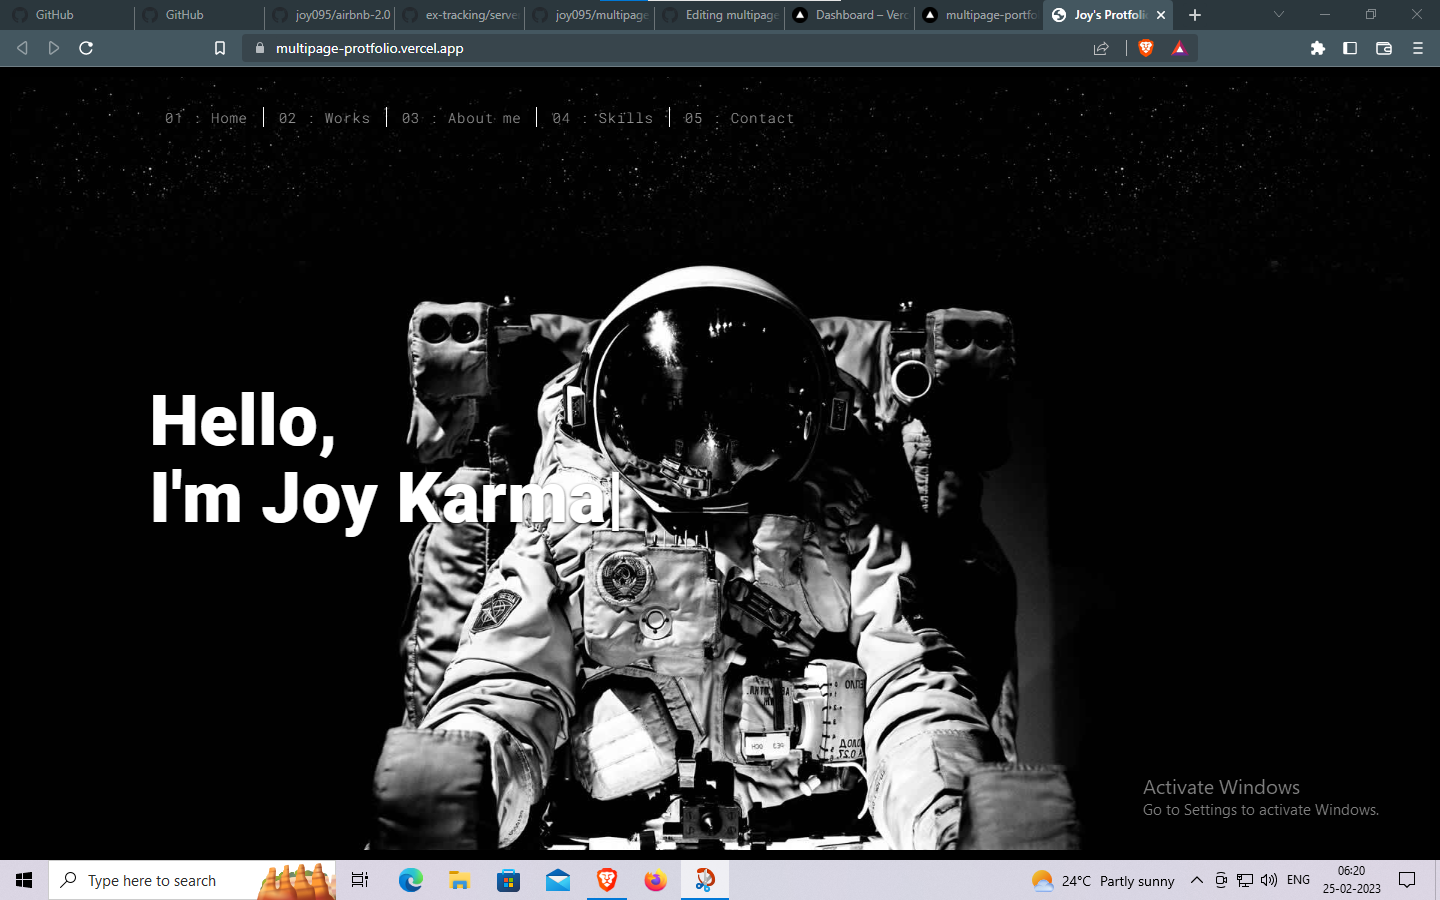 GitHub
GitHub
joy095/airbnb-2.0
ex-tracking/serve
joy095/multipage
Editing multipage
Dashboard – Verc
multipage-portfo
Joy's Protfoli
multipage-protfolio.vercel.app
01 : Home
02 : Works
03 : About me
04 : Skills
05 : Contact
Hello,
I'm Joy Karma
Activate Windows
Go to Settings to activate Windows.
Type here to search
24°C Partly sunny
ENG
06:20
25-02-2023